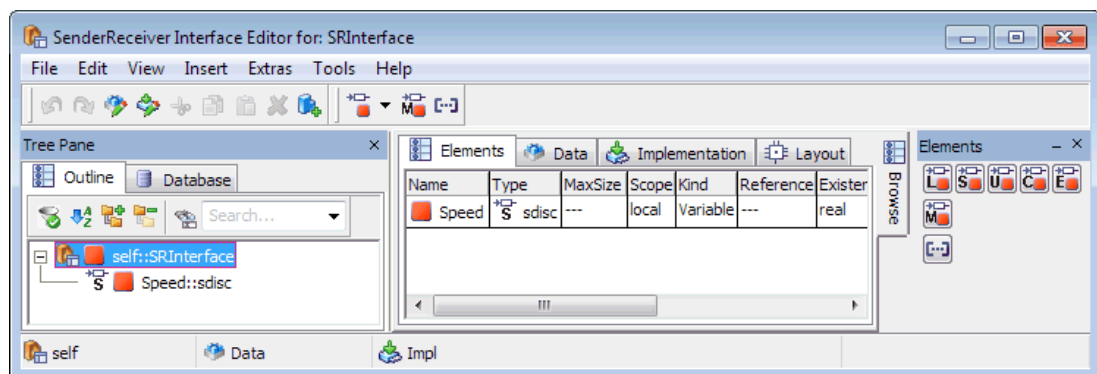 SenderReceiver Interface Editor for: SRInterface
File Edit View Insert Extras Tools Help
Tree Pane
Outline Database
Search...
self::SRInterface
S Speed::sdisc
Elements Data Implementation Layout
Name Type MaxSize Scope Kind Reference Exister
Speed S sdisc --- local Variable --- real
Browse
Elements
L S U C E
M
self Data Impl